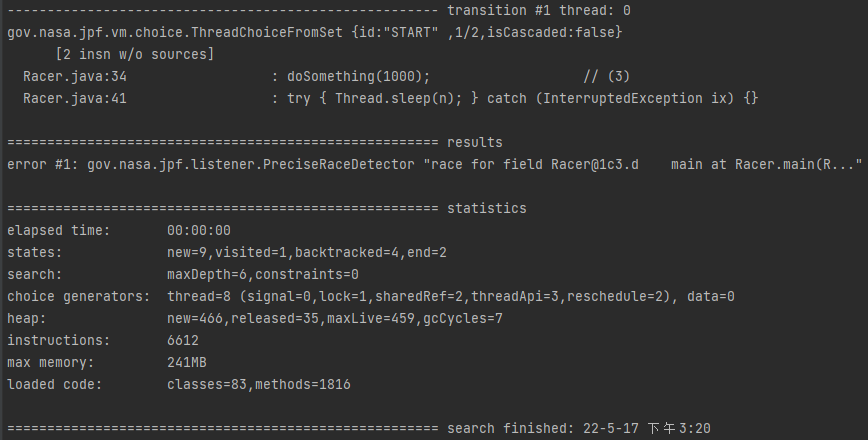 ------------------------------------------------------ transition #1 thread: 0
gov.nasa.jpf.vm.choice.ThreadChoiceFromSet {id:"START" ,1/2,isCascaded:false}
      [2 insn w/o sources]
  Racer.java:34                  : doSomething(1000);                   // (3)
  Racer.java:41                  : try { Thread.sleep(n); } catch (InterruptedException ix) {}
====================================================== results
error #1: gov.nasa.jpf.listener.PreciseRaceDetector "race for field Racer@1c3.d    main at Racer.main(R..."
====================================================== statistics
elapsed time:       00:00:00
states:             new=9,visited=1,backtracked=4,end=2
search:             maxDepth=6,constraints=0
choice generators:  thread=8 (signal=0,lock=1,sharedRef=2,threadApi=3,reschedule=2), data=0
heap:               new=466,released=35,maxLive=459,gcCycles=7
instructions:       6612
max memory:         241MB
loaded code:        classes=83,methods=1816
====================================================== search finished: 22-5-17 下午3:20